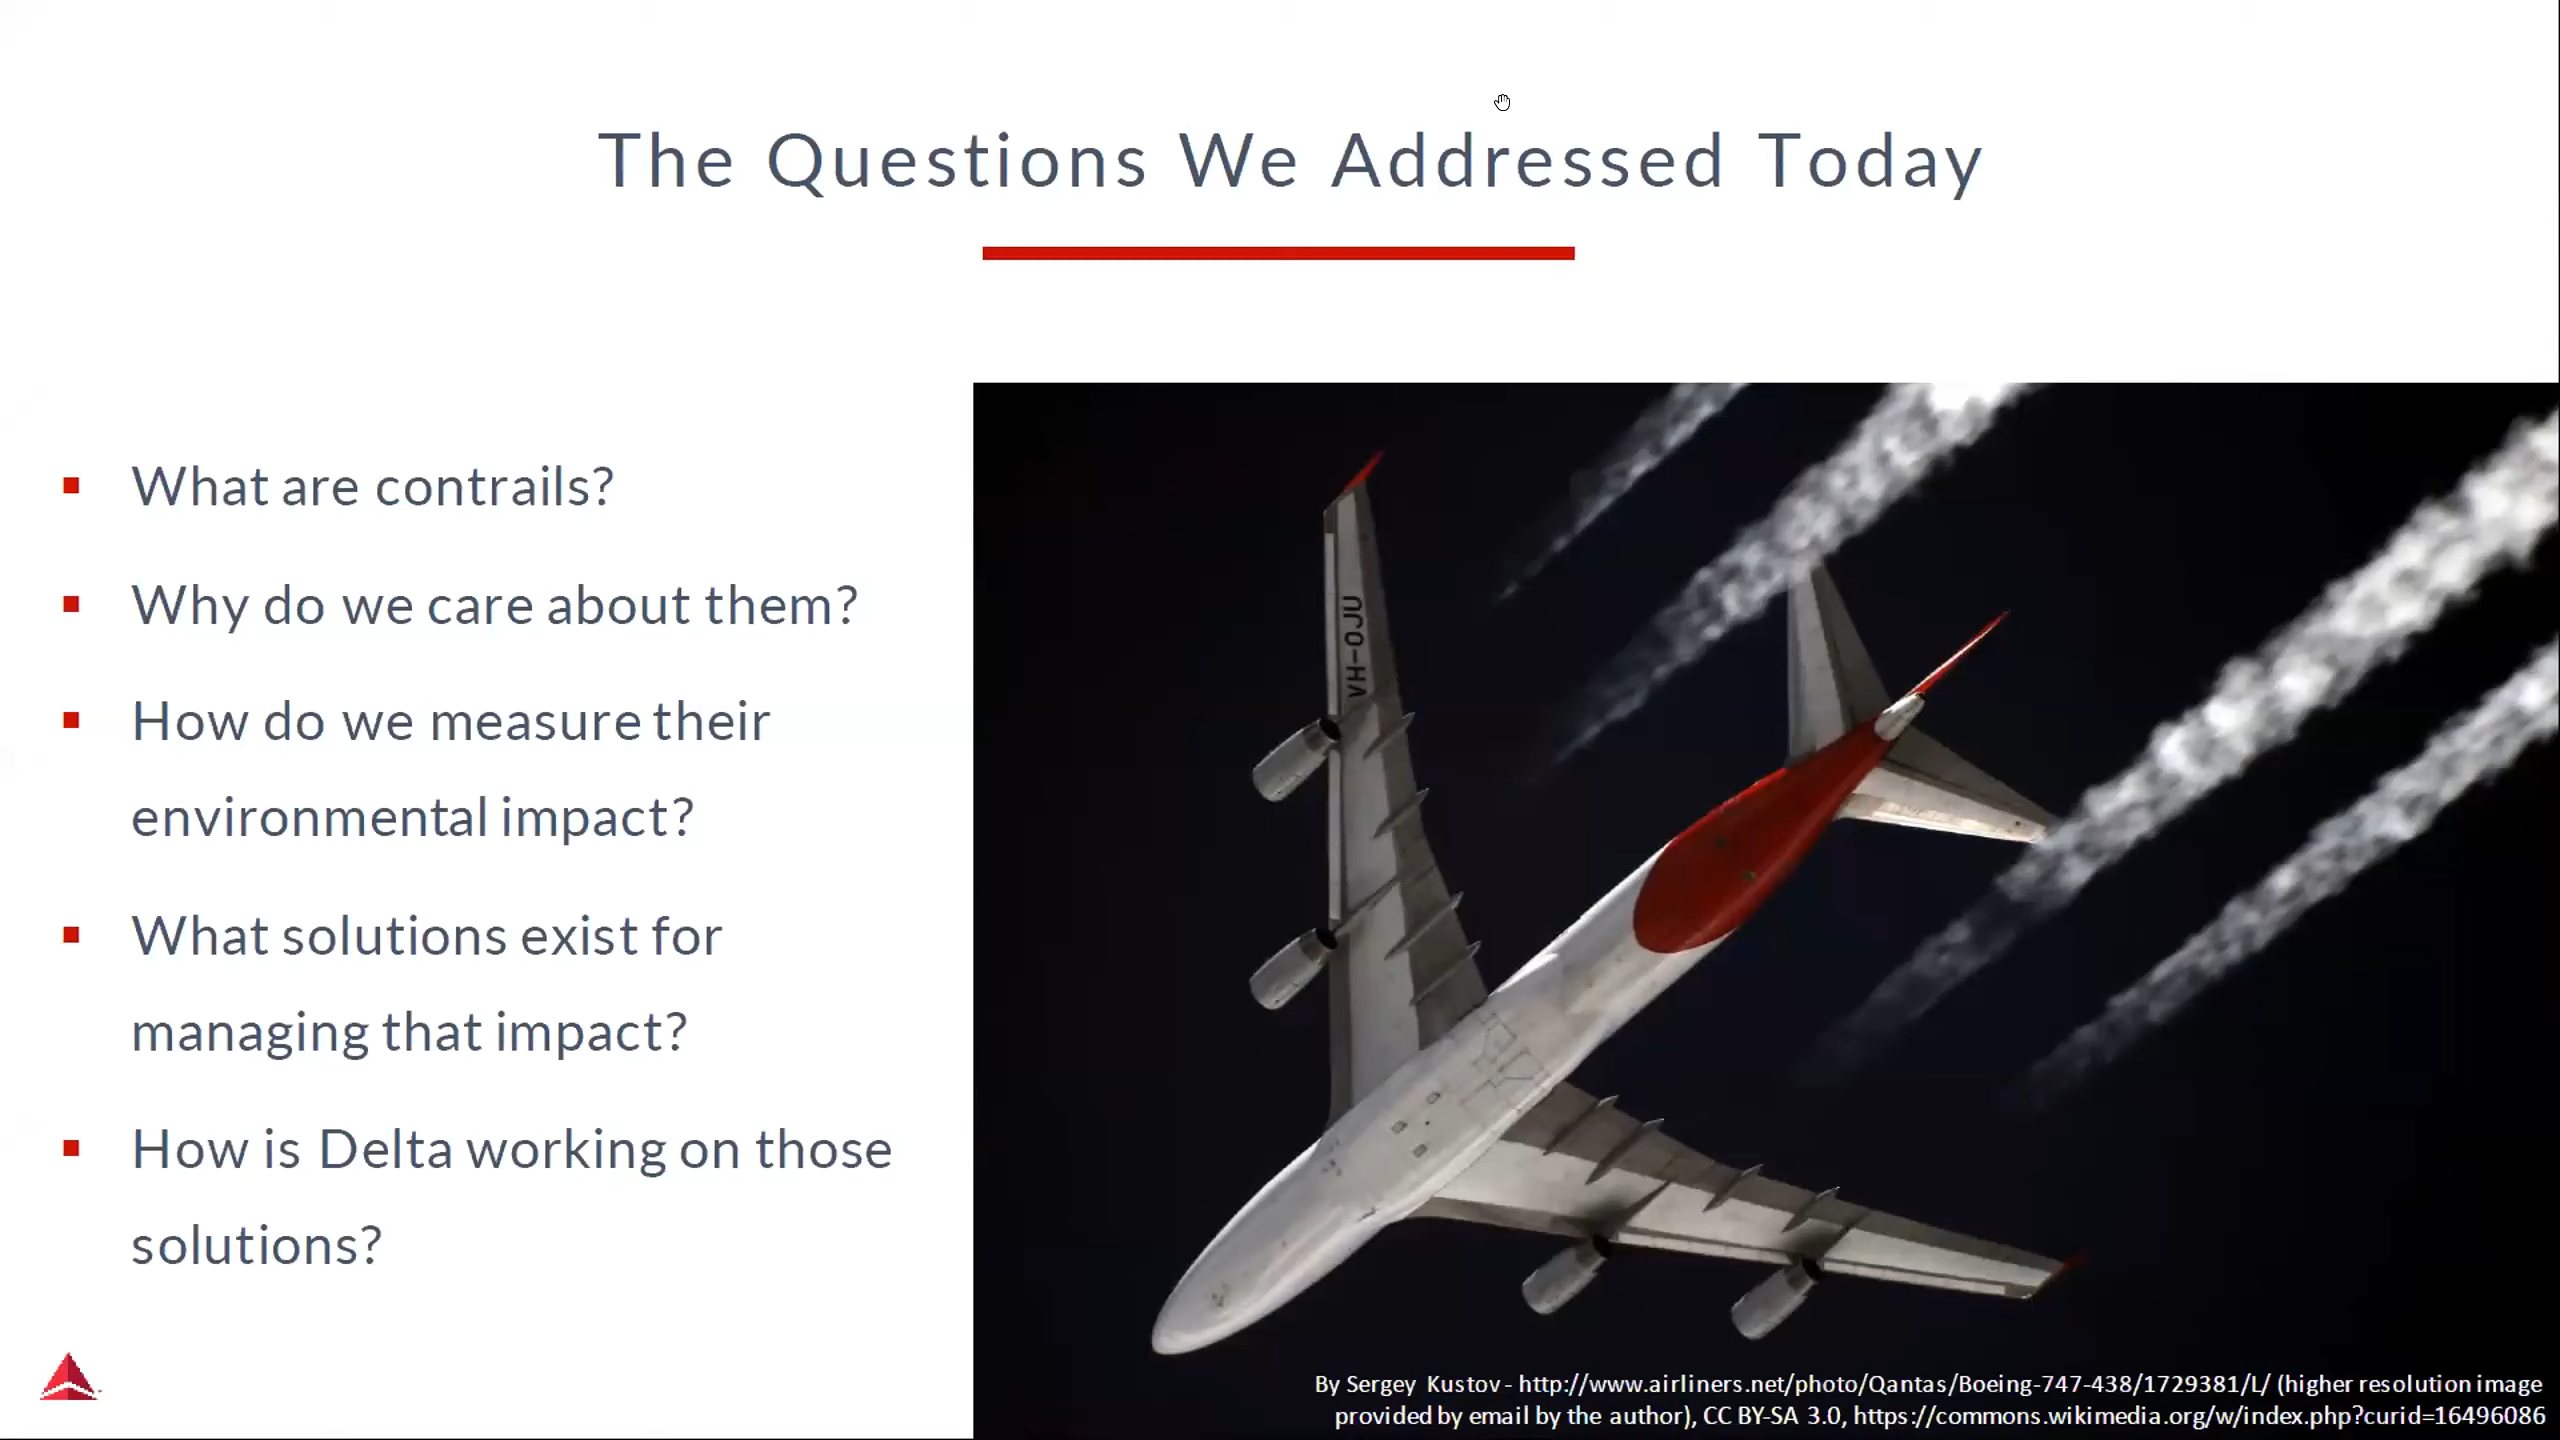 The Questions We Addressed Today
What are contrails?
Why do we care about them?
How do we measure their
environmental impact?
What solutions exist for
managing that impact?
How is Delta working on those
solutions?
VH-OJU
By Sergey Kustov - http://www.airliners.net/photo/Qantas/Boeing-747-438/1729381/L/ (higher resolution image
provided by email by the author), CC BY-SA 3.0, https://commons.wikimedia.org/w/index.php?curid=16496086